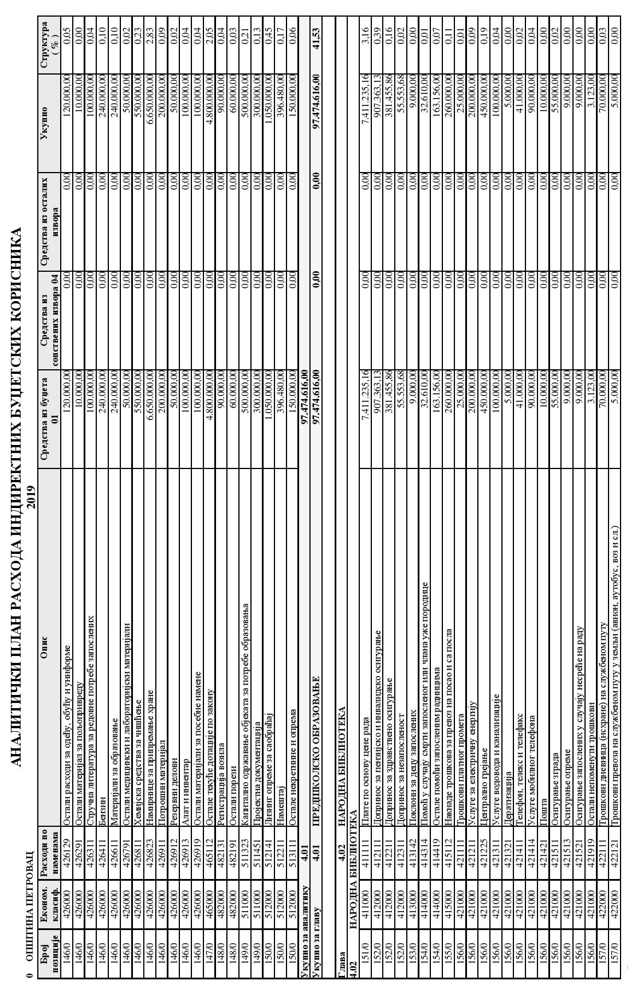 АНАЛИТИЧКИ ПЛАН РАСХОДА ИНДИРЕКТНИХ БУЏЕТСКИХ КОРИСНИКА
2019
0 ОПШТИНА ПЕТРОВАЦ
Број позиције Економ. класиф. Расходи по наменама Опис Средства из буџета 01 Средства из сопствених извора 04 Средства из осталих извора Укупно Структура ( % )
146/0 426000 426129 Остали расходи за одећу, обућу и униформе 120.000,00 0,00 0,00 120.000,00 0,05
146/0 426000 426291 Остали материјал за пољопривреду 10.000,00 0,00 0,00 10.000,00 0,00
146/0 426000 426311 Стручна литература за редовне потребе запослених 100.000,00 0,00 0,00 100.000,00 0,04
146/0 426000 426411 Бензин 240.000,00 0,00 0,00 240.000,00 0,10
146/0 426000 426611 Материјали за образовање 240.000,00 0,00 0,00 240.000,00 0,10
146/0 426000 426791 Остали медицински и лабораторијски материјали 50.000,00 0,00 0,00 50.000,00 0,02
146/0 426000 426811 Хемијска средства за чишћење 550.000,00 0,00 0,00 550.000,00 0,23
146/0 426000 426823 Намирнице за припремање хране 6.650.000,00 0,00 0,00 6.650.000,00 2,83
146/0 426000 426911 Потрошни материјал 200.000,00 0,00 0,00 200.000,00 0,09
146/0 426000 426912 Резервни делови 50.000,00 0,00 0,00 50.000,00 0,02
146/0 426000 426913 Алат и инвентар 100.000,00 0,00 0,00 100.000,00 0,04
146/0 426000 426919 Остали материјали за посебне намене 100.000,00 0,00 0,00 100.000,00 0,04
147/0 465000 465112 Остале текуће дотације по закону 4.800.000,00 0,00 0,00 4.800.000,00 2,05
148/0 482000 482131 Регистрација возила 90.000,00 0,00 0,00 90.000,00 0,04
148/0 482000 482191 Остали порези 60.000,00 0,00 0,00 60.000,00 0,03
149/0 511000 511323 Капитално одржавање објеката за потребе образовања 500.000,00 0,00 0,00 500.000,00 0,21
149/0 511000 511451 Пројектна документација 300.000,00 0,00 0,00 300.000,00 0,13
150/0 512000 512141 Лизинг опреме за саобраћај 1.050.000,00 0,00 0,00 1.050.000,00 0,45
150/0 512000 512211 Намештај 396.480,00 0,00 0,00 396.480,00 0,17
150/0 512000 513111 Остале некретнине и опрема 150.000,00 0,00 0,00 150.000,00 0,06
Укупно за аналитику 4.01 97.474.616,00
Укупно за главу 4.01 ПРЕДШКОЛСКО ОБРАЗОВАЊЕ 97.474.616,00 0,00 0,00 97.474.616,00 41,53
Глава 4.02 НАРОДНА БИБЛИОТЕКА
4.02 НАРОДНА БИБЛИОТЕКА
151/0 411000 411111 Плате по основу цене рада 7.411.235,16 0,00 0,00 7.411.235,16 3,16
152/0 412000 412111 Допринос за пензијско и инвалидско осигурање 907.363,13 0,00 0,00 907.363,13 0,39
152/0 412000 412211 Допринос за здравствено осигурање 381.455,86 0,00 0,00 381.455,86 0,16
152/0 412000 412311 Допринос за незапосленост 55.553,68 0,00 0,00 55.553,68 0,02
153/0 413000 413142 Поклони за децу запослених 9.000,00 0,00 0,00 9.000,00 0,00
154/0 414000 414314 Помоћ у случају смрти запосленог или члана уже породице 32.610,00 0,00 0,00 32.610,00 0,01
154/0 414000 414419 Остале помоћи запосленим радницима 163.156,00 0,00 0,00 163.156,00 0,07
155/0 415000 415112 Накнаде трошкова за превоз на посао и са посла 260.000,00 0,00 0,00 260.000,00 0,11
156/0 421000 421111 Трошкови платног промета 25.000,00 0,00 0,00 25.000,00 0,01
156/0 421000 421211 Услуге за електричну енергију 200.000,00 0,00 0,00 200.000,00 0,09
156/0 421000 421225 Централно грејање 450.000,00 0,00 0,00 450.000,00 0,19
156/0 421000 421311 Услуге водовода и канализације 100.000,00 0,00 0,00 100.000,00 0,04
156/0 421000 421321 Дератизација 5.000,00 0,00 0,00 5.000,00 0,00
156/0 421000 421411 Телефон, телекс и телефакс 41.000,00 0,00 0,00 41.000,00 0,02
156/0 421000 421414 Услуге мобилног телефона 90.000,00 0,00 0,00 90.000,00 0,04
156/0 421000 421421 Пошта 10.000,00 0,00 0,00 10.000,00 0,00
156/0 421000 421511 Осигурање зграда 55.000,00 0,00 0,00 55.000,00 0,02
156/0 421000 421513 Осигурање опреме 9.000,00 0,00 0,00 9.000,00 0,00
156/0 421000 421521 Осигурање запослених у случају несреће на раду 9.000,00 0,00 0,00 9.000,00 0,00
156/0 421000 421919 Остали непоменути трошкови 3.123,00 0,00 0,00 3.123,00 0,00
157/0 422000 422111 Трошкови дневница (исхране) на службеном путу 70.000,00 0,00 0,00 70.000,00 0,03
157/0 422000 422121 Трошкови превоза на службеном путу у земљи (авион, аутобус, воз и сл.) 5.000,00 0,00 0,00 5.000,00 0,00